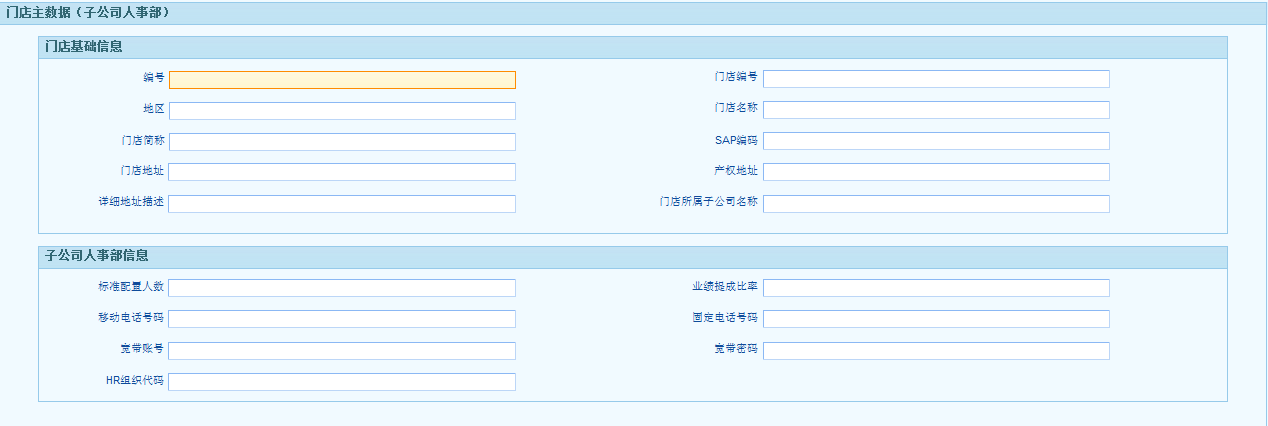 门店主数据（子公司人事部）
门店基础信息
编号 门店编号
地区 门店名称
门店简称 SAP编码
门店地址 产权地址
详细地址描述 门店所属子公司名称
子公司人事部信息
标准配置人数 业绩提成比率
移动电话号码 固定电话号码
宽带账号 宽带密码
HR组织代码